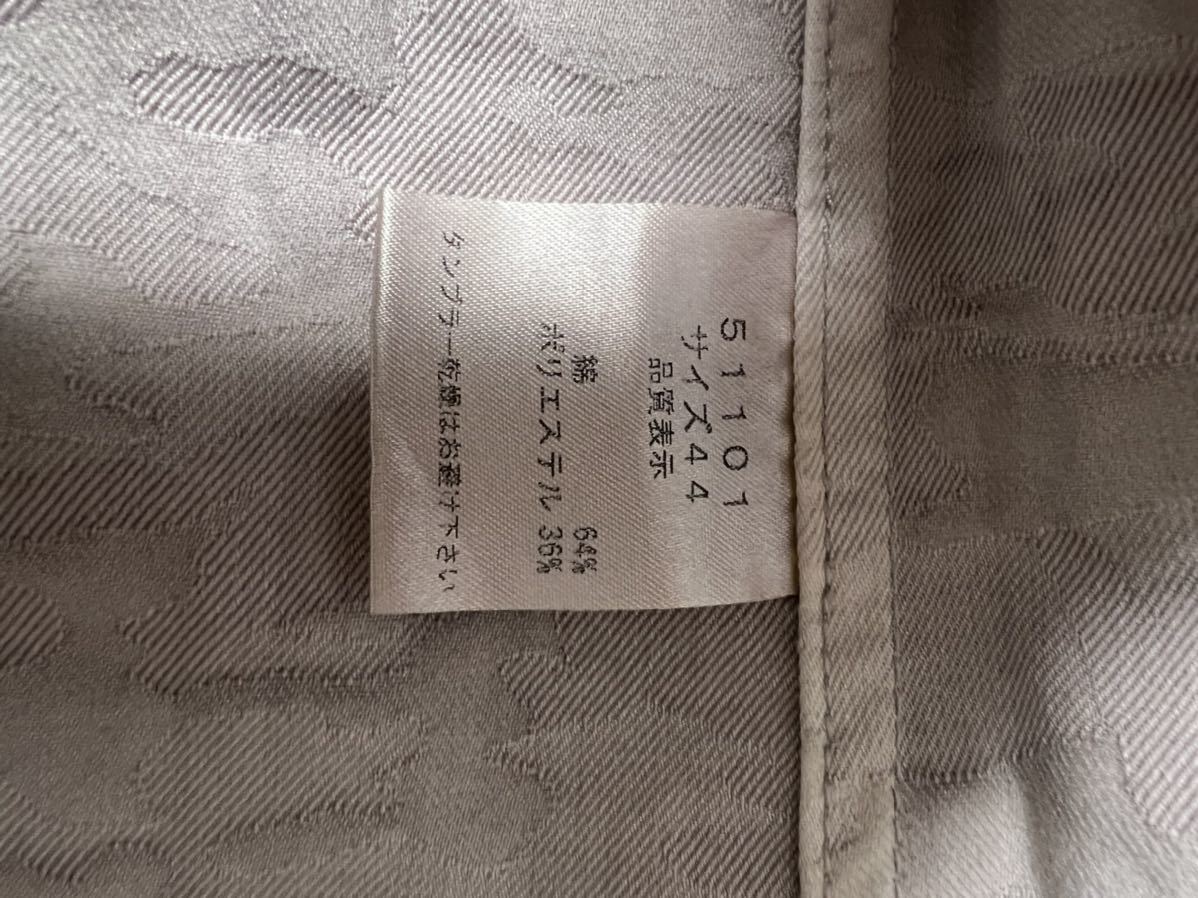 51101
サイズ44
品質表示
綿 64%
ポリエステル 36%
タンブラー乾燥はお避け下さい